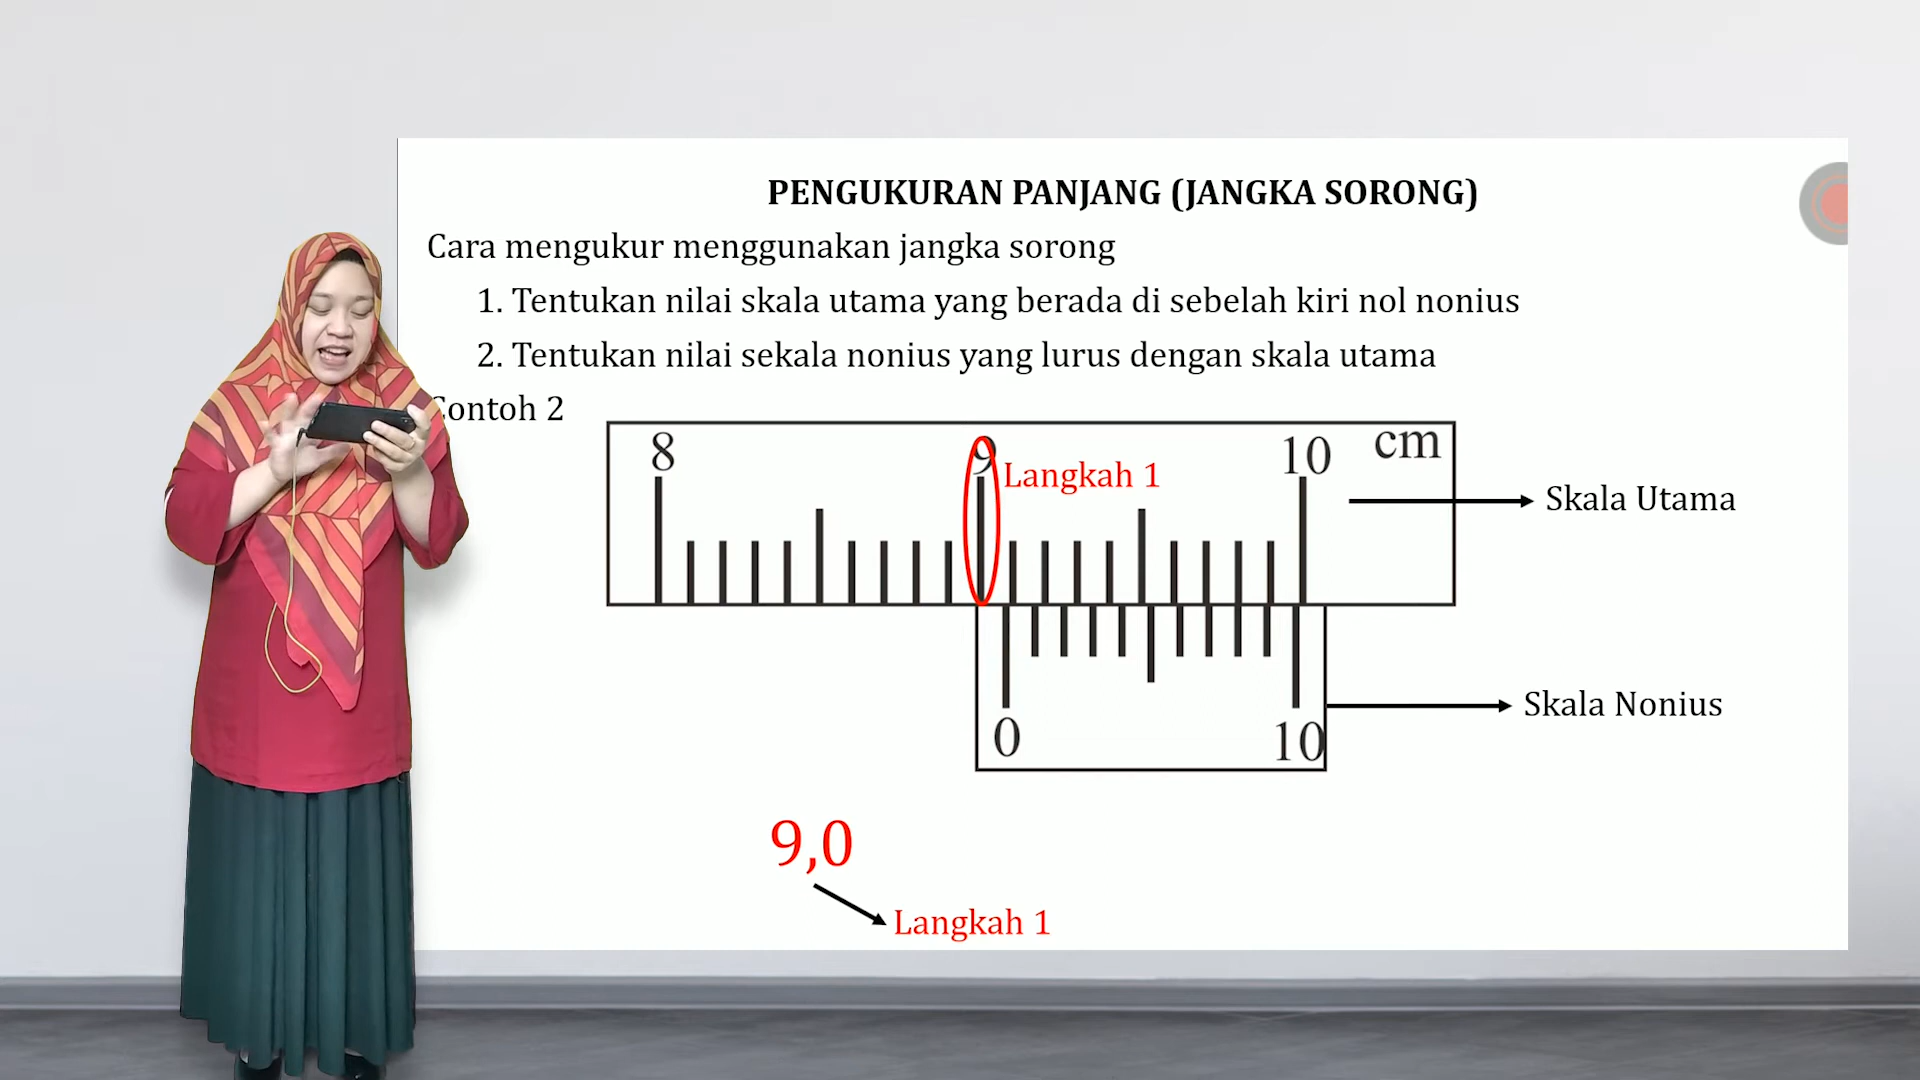 PENGUKURAN PANJANG (JANGKA SORONG)
Cara mengukur menggunakan jangka sorong
1. Tentukan nilai skala utama yang berada di sebelah kiri nol nonius
2. Tentukan nilai sekala nonius yang lurus dengan skala utama
Contoh 2
8 9 10 cm
Langkah 1
Skala Utama
Skala Nonius
0 10
9,0
Langkah 1